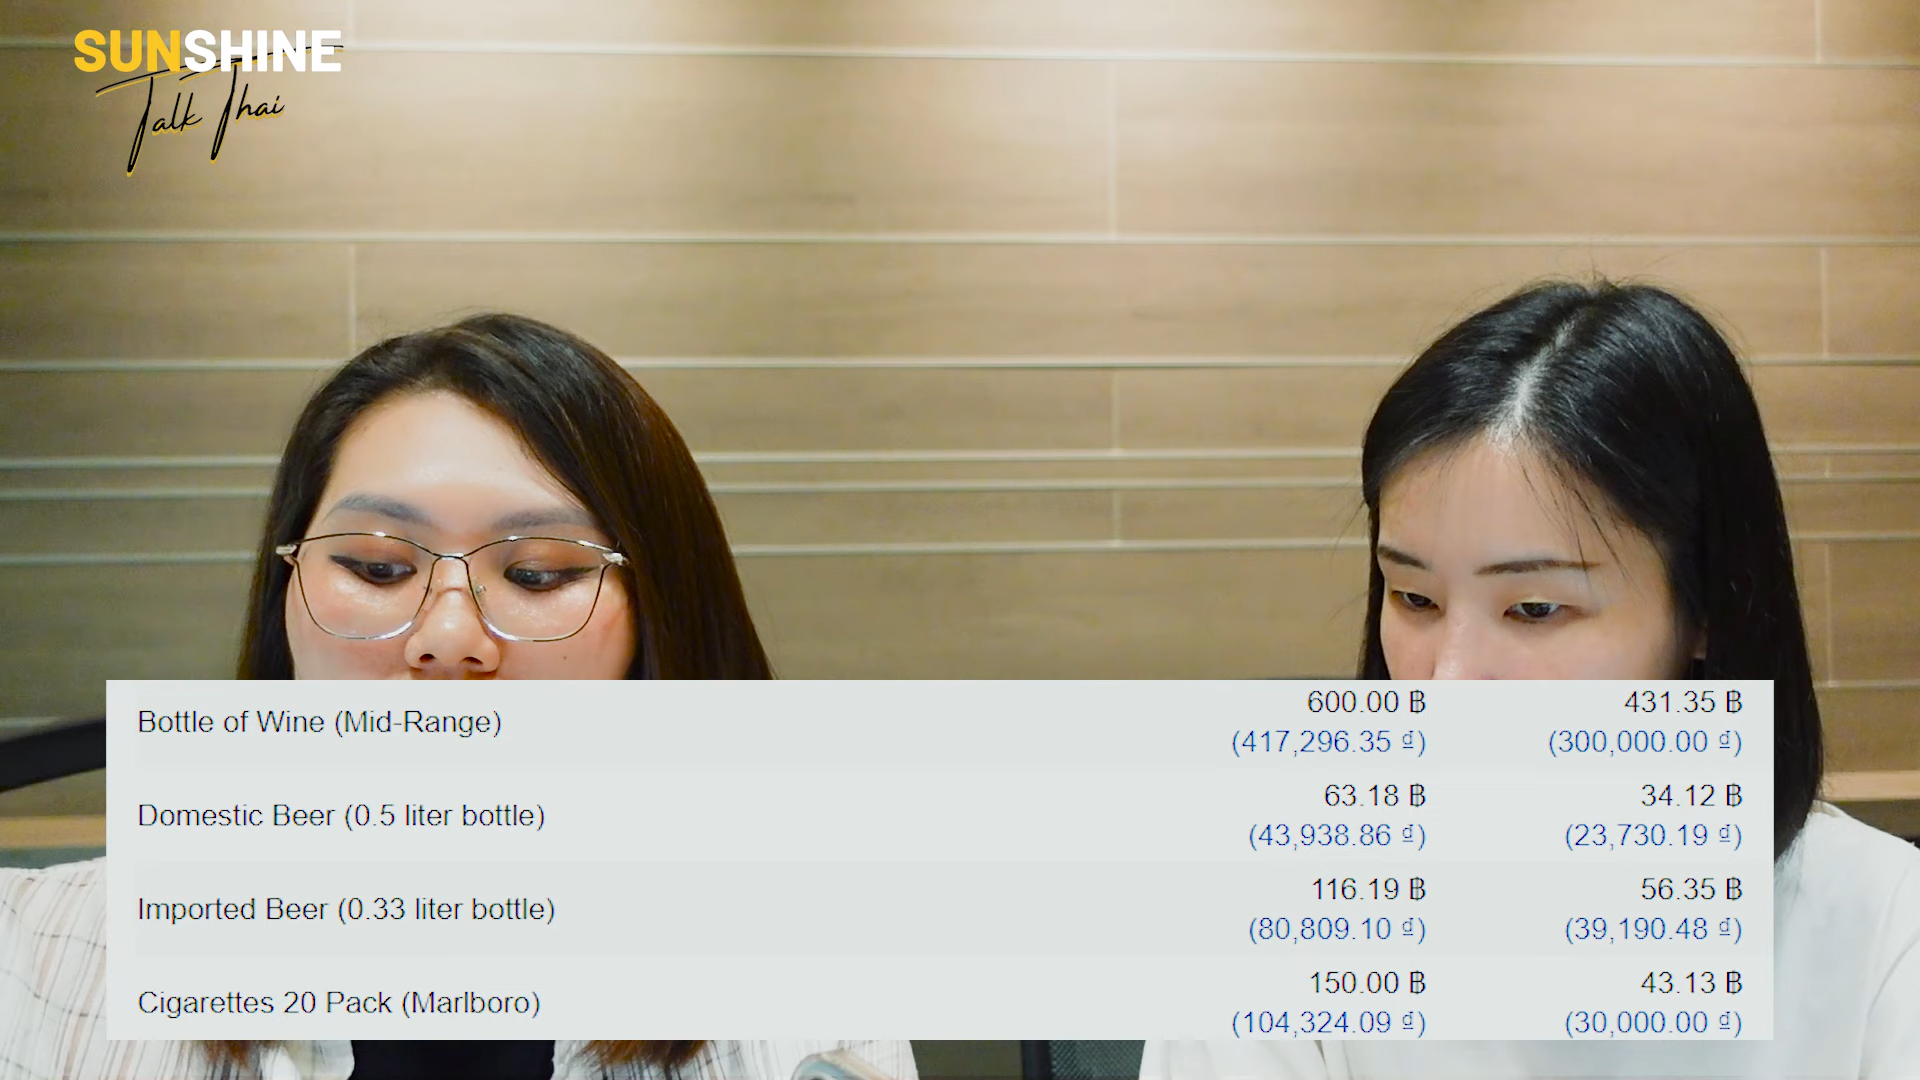 SUNSHINE
Talk Thai
Bottle of Wine (Mid-Range) 600.00 ฿ 431.35 ฿
(417,296.35 ₫) (300,000.00 ₫)
Domestic Beer (0.5 liter bottle) 63.18 ฿ 34.12 ฿
(43,938.86 ₫) (23,730.19 ₫)
Imported Beer (0.33 liter bottle) 116.19 ฿ 56.35 ฿
(80,809.10 ₫) (39,190.48 ₫)
Cigarettes 20 Pack (Marlboro) 150.00 ฿ 43.13 ฿
(104,324.09 ₫) (30,000.00 ₫)